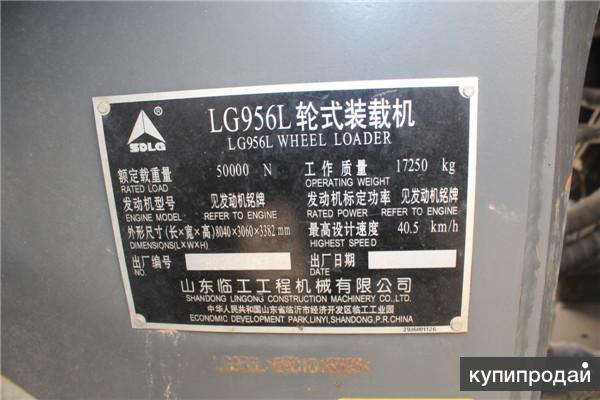 LG956L 轮式装载机
LG956L WHEEL LOADER
SDLG ®
额定载重量 50000 N 工作质量 17250 kg
RATED LOAD OPERATING WEIGHT
发动机型号 见发动机铭牌 发动机标定功率 见发动机铭牌
ENGINE MODEL REFER TO ENGINE RATED POWER REFER TO ENGINE
外形尺寸(长×宽×高) 8040×3060×3382 mm 最高设计速度 40.5 km/h
DIMENSIONS(LXWXH) HIGHEST SPEED
出厂编号 出厂日期
SERIAL NO. DATE
山东临工工程机械有限公司
SHANDONG LINGONG CONSTRUCTION MACHINERY CO.,LTD.
中华人民共和国山东省临沂市经济开发区临工工业园
ECONOMIC DEVELOPMENT PARK,LINYI,SHANDONG,P.R.CHINA
2936001126
купипродай